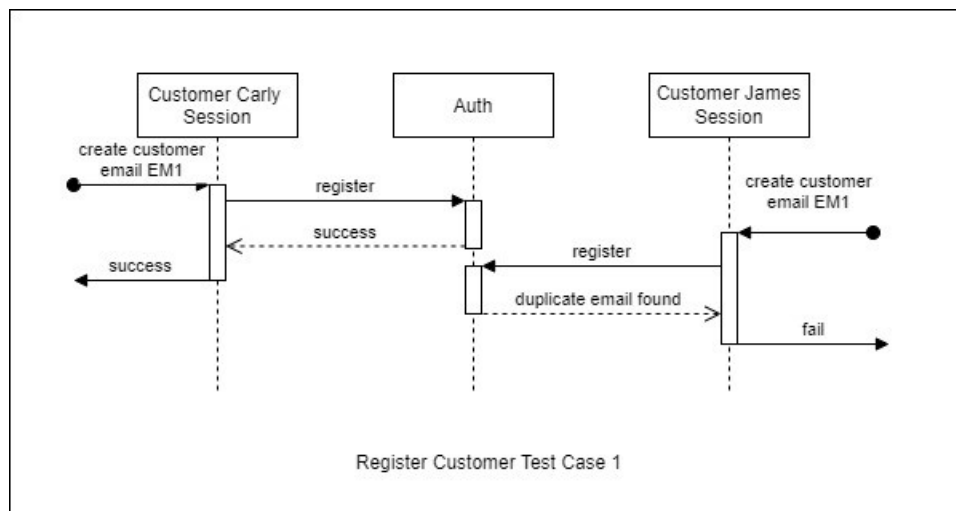 Customer Carly
Session
Auth
Customer James
Session
create customer
email EM1
register
create customer
email EM1
success
register
success
duplicate email found
fail
Register Customer Test Case 1